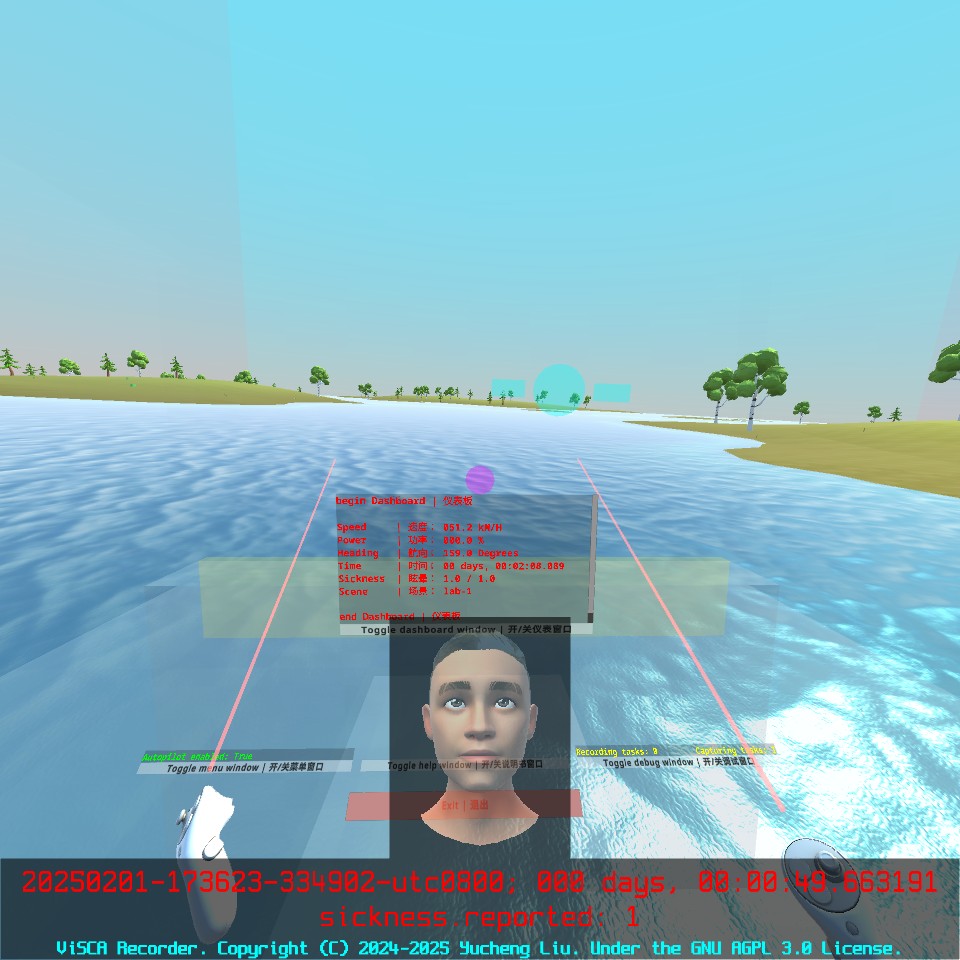 begin Dashboard | 仪表板
Speed | 速度： 051.2 kM/H
Power | 功率： 000.0 %
Heading | 航向： 159.0 Degrees
Time | 时间： 00 days, 00:02:08.089
Sickness | 眩晕： 1.0 / 1.0
Scene | 场景： lab-1
end Dashboard | 仪表板
Toggle dashboard window | 开/关仪表窗口
Autopilot enabled: True
Toggle menu window | 开/关菜单窗口
Toggle help window | 开/关说明书窗口
Recording tasks: 0 Capturing tasks: 1
Toggle debug window | 开/关调试窗口
Exit | 退出
20250201-173623-334902-utc0800; 000 days, 00:00:49.663191
sickness.reported: 1
ViSCA Recorder. Copyright (C) 2024-2025 Yucheng Liu. Under the GNU AGPL 3.0 License.